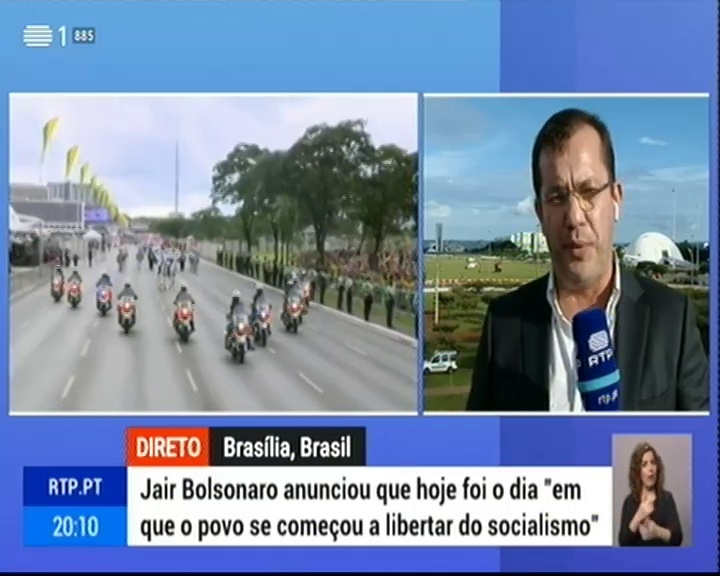 1 885
RTP
rtp.pt
DIRETO Brasília, Brasil
RTP.PT
20:10
Jair Bolsonaro anunciou que hoje foi o dia "em
que o povo se começou a libertar do socialismo"